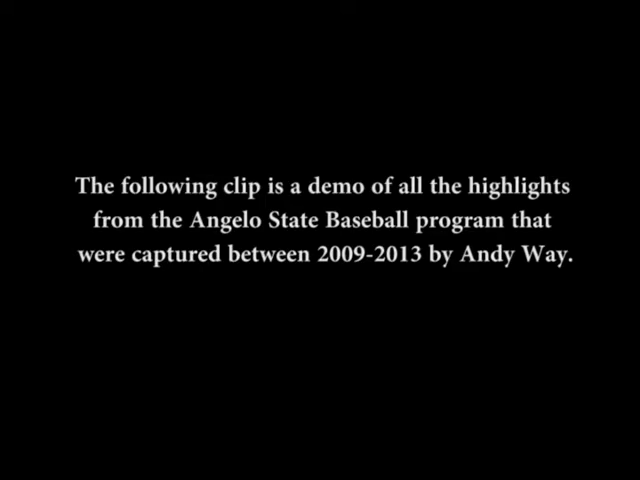 The following clip is a demo of all the highlights
from the Angelo State Baseball program that
were captured between 2009-2013 by Andy Way.